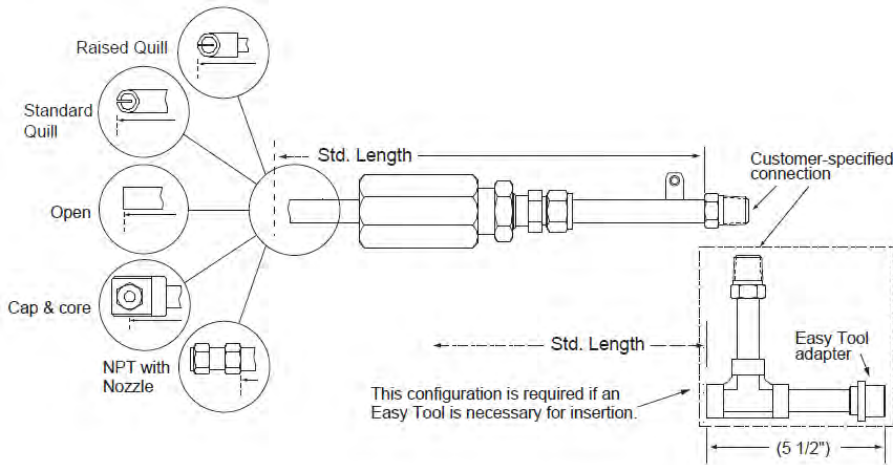 Raised Quill
Standard
Quill
Open
Cap & core
NPT with
Nozzle
Std. Length
Customer-specified
connection
Std. Length
Easy Tool
adapter
This configuration is required if an
Easy Tool is necessary for insertion.
(5 1/2")